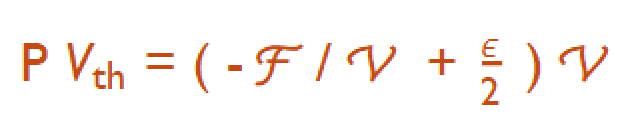 P V_th = ( - ℱ / 𝒱 + ϵ/2 ) 𝒱